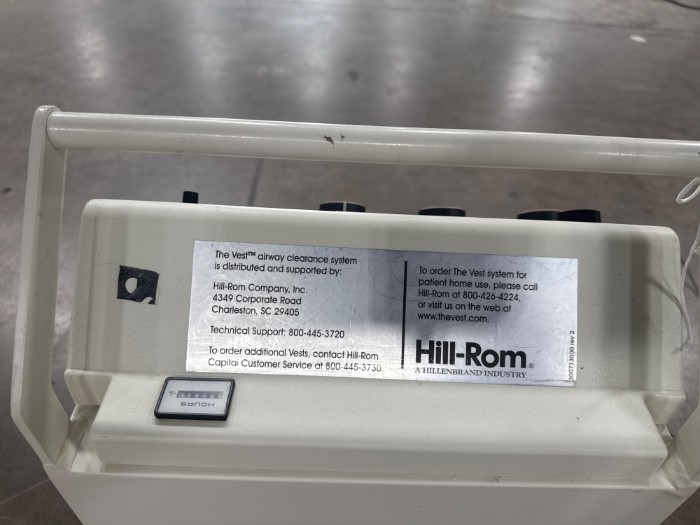 The Vest™ airway clearance system
is distributed and supported by:
Hill-Rom Company, Inc.
4349 Corporate Road
Charleston, SC 29405
Technical Support: 800-445-3720
To order additional Vests, contact Hill-Rom
Capital Customer Service at 800-445-3730.
To order The Vest system for
patient home use, please call
Hill-Rom at 800-426-4224,
or visit us on the web at
www.thevest.com.
Hill-Rom®
A HILLENBRAND INDUSTRY
000713000 rev 2
HOURS